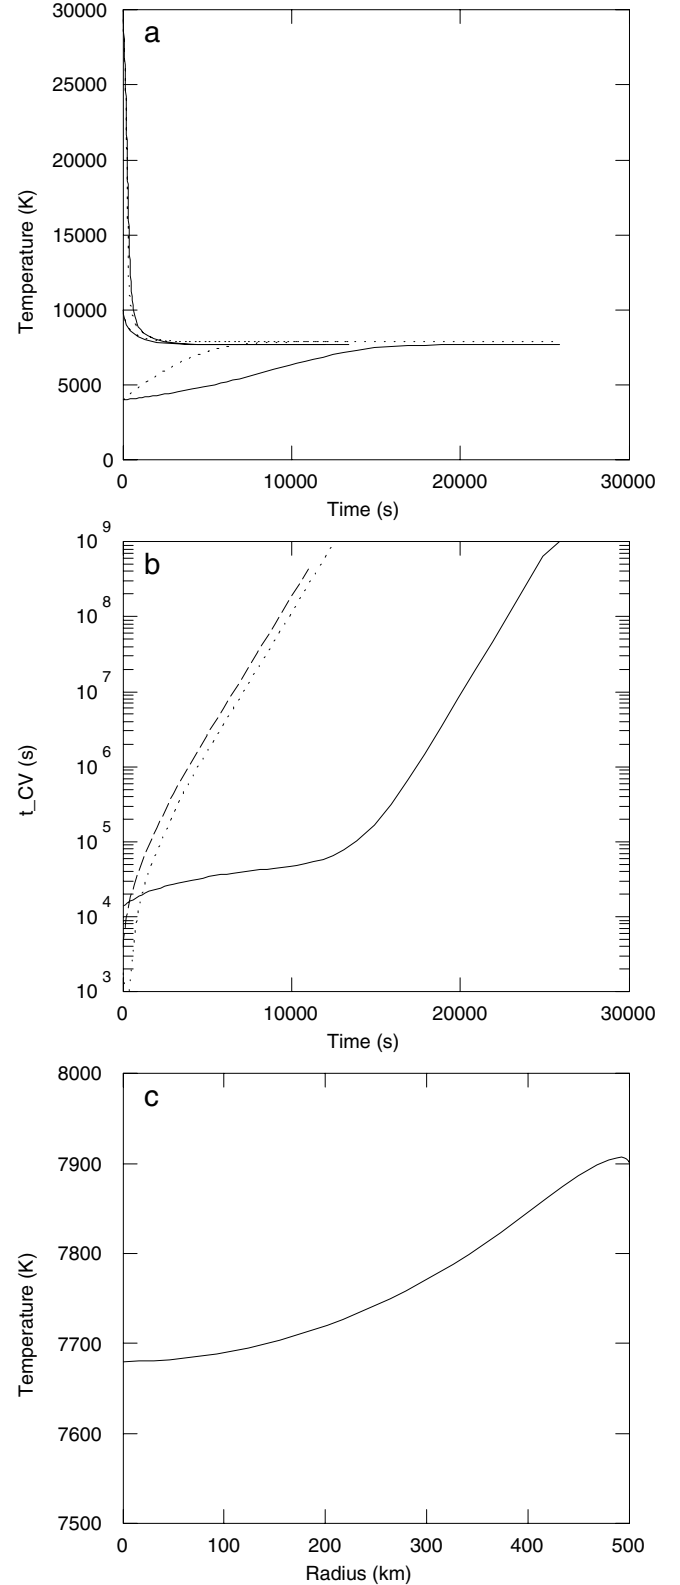 a
30000
25000
20000
15000
10000
5000
0
Temperature (K)
0 10000 20000 30000
Time (s)
b
10 9
10 8
10 7
10 6
10 5
10 4
10 3
t_CV (s)
0 10000 20000 30000
Time (s)
c
8000
7900
7800
7700
7600
7500
Temperature (K)
0 100 200 300 400 500
Radius (km)